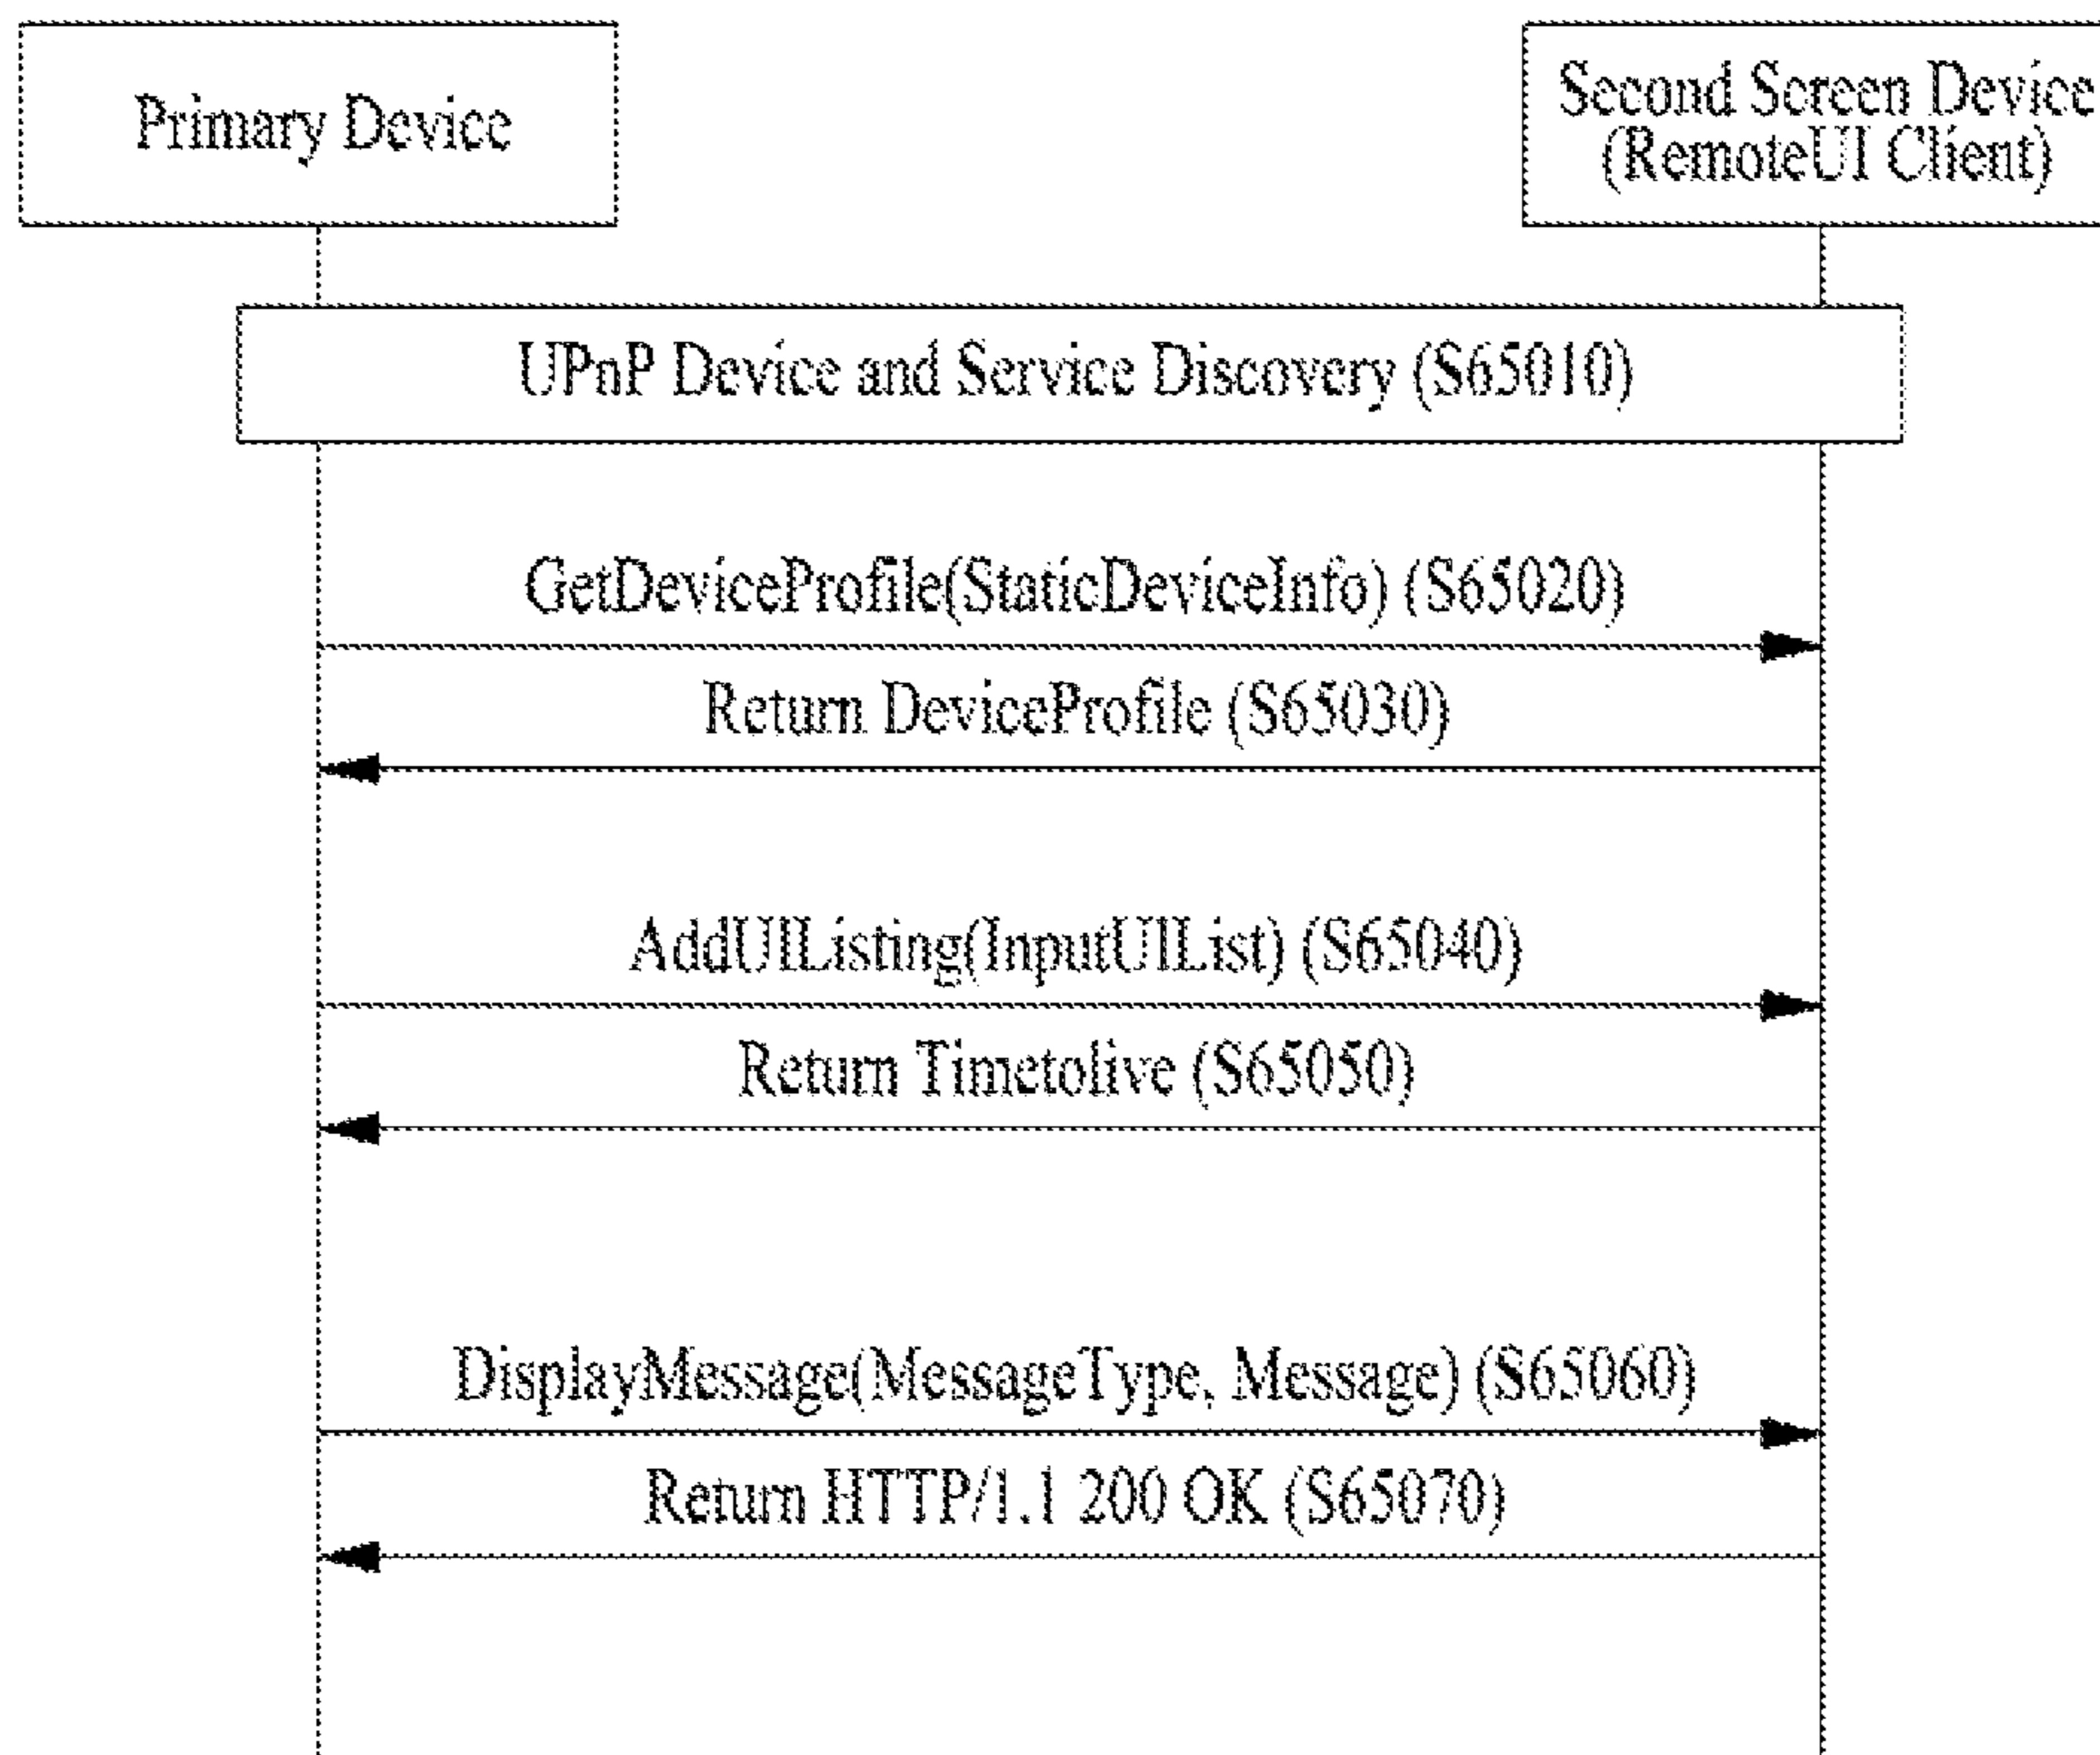 Primary Device
Second Screen Device
(RemoteUI Client)
UPnP Device and Service Discovery (S65010)
GetDeviceProfile(StaticDeviceInfo) (S65020)
Return DeviceProfile (S65030)
AddUIListing(InputUIList) (S65040)
Return Timetolive (S65050)
DisplayMessage(MessageType, Message) (S65060)
Return HTTP/1.1 200 OK (S65070)